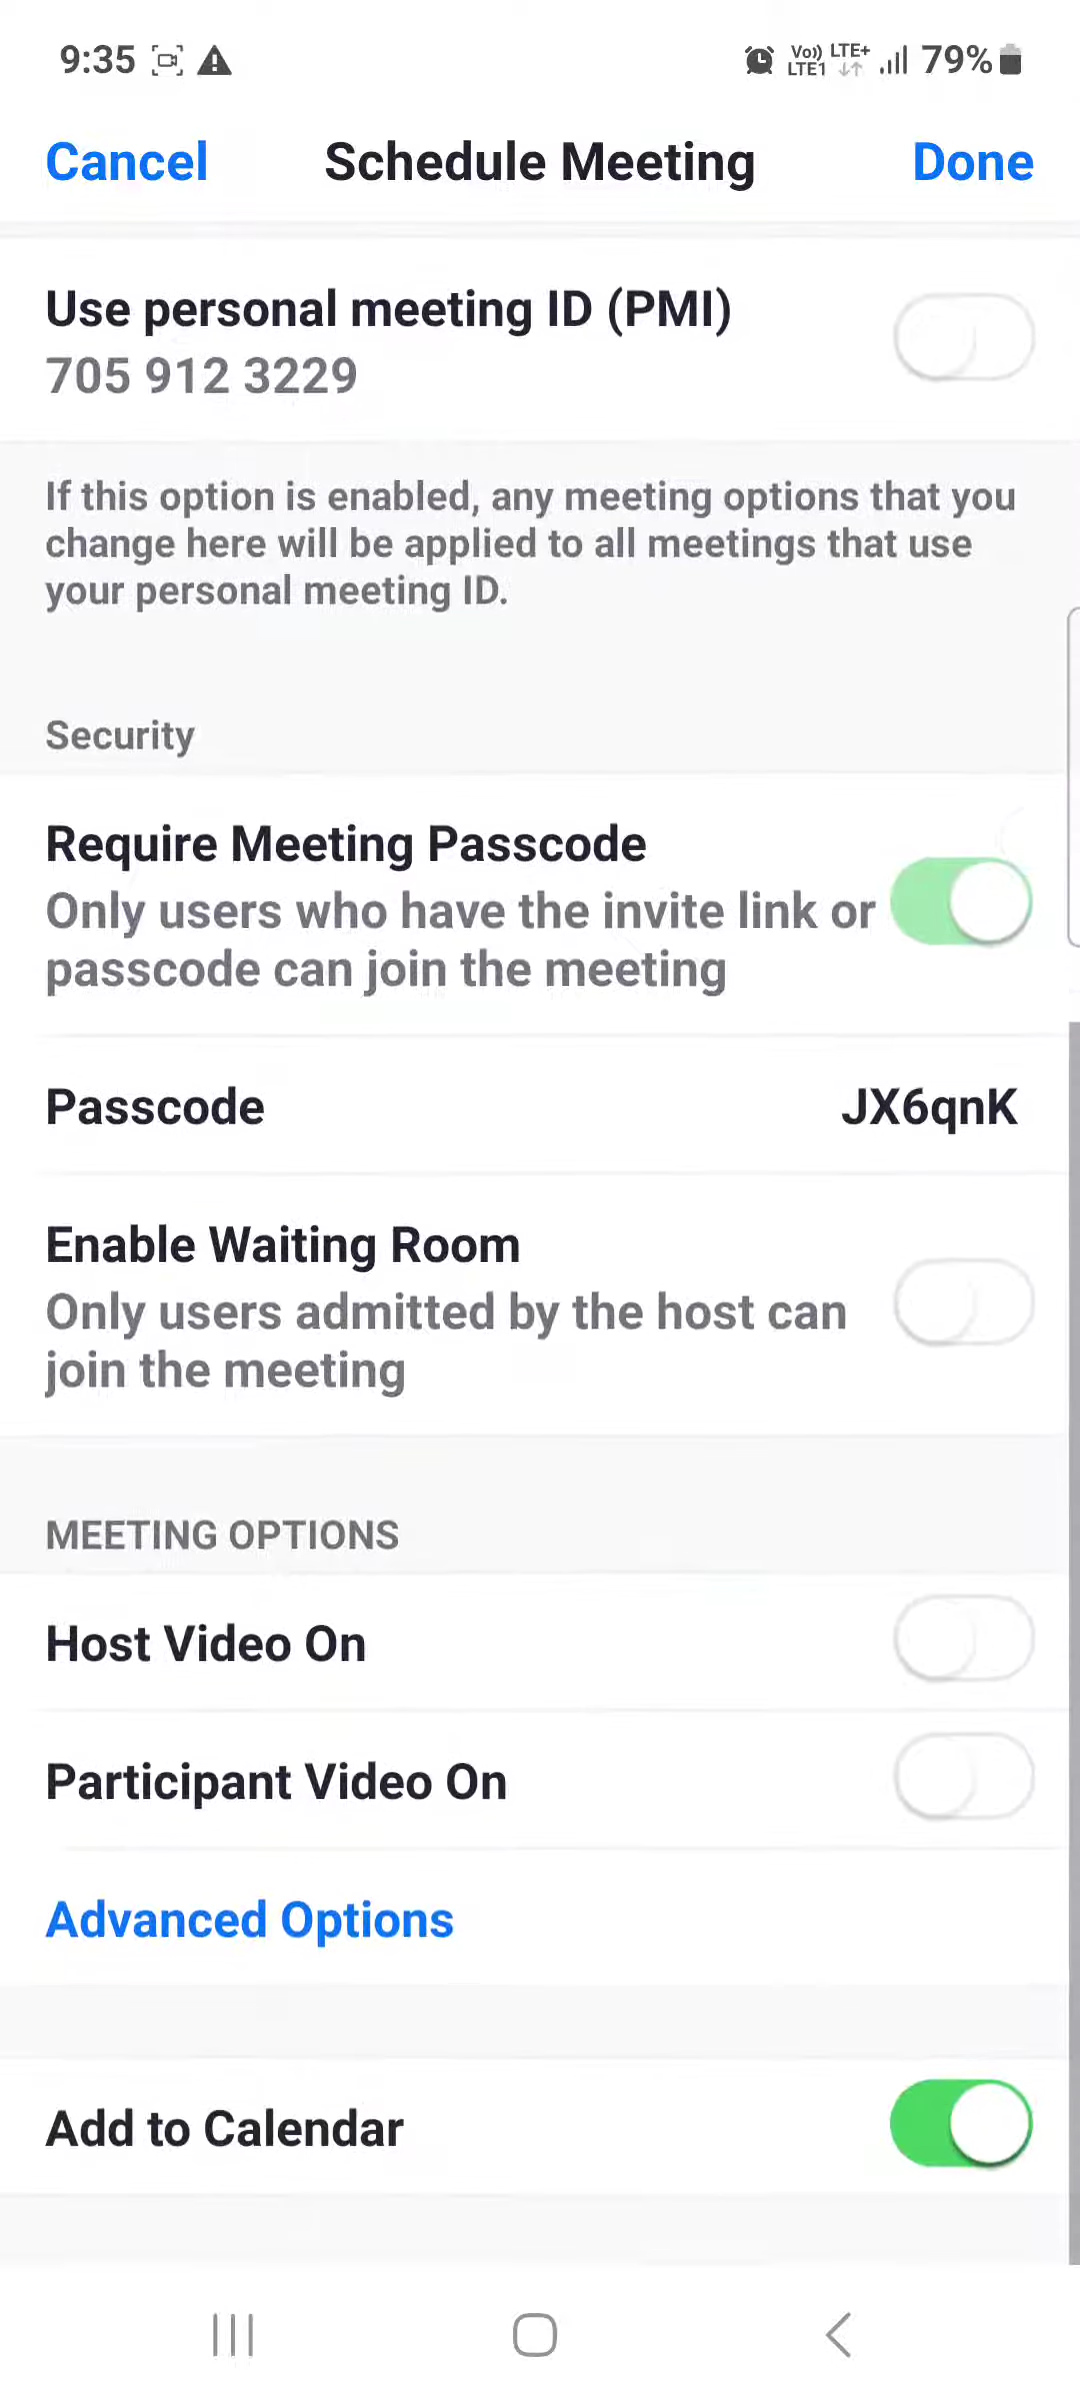 9:35 Vo)) LTE1 LTE+ 79%
Cancel Schedule Meeting Done
Use personal meeting ID (PMI)
705 912 3229
If this option is enabled, any meeting options that you
change here will be applied to all meetings that use
your personal meeting ID.
Security
Require Meeting Passcode
Only users who have the invite link or
passcode can join the meeting
Passcode JX6qnK
Enable Waiting Room
Only users admitted by the host can
join the meeting
MEETING OPTIONS
Host Video On
Participant Video On
Advanced Options
Add to Calendar